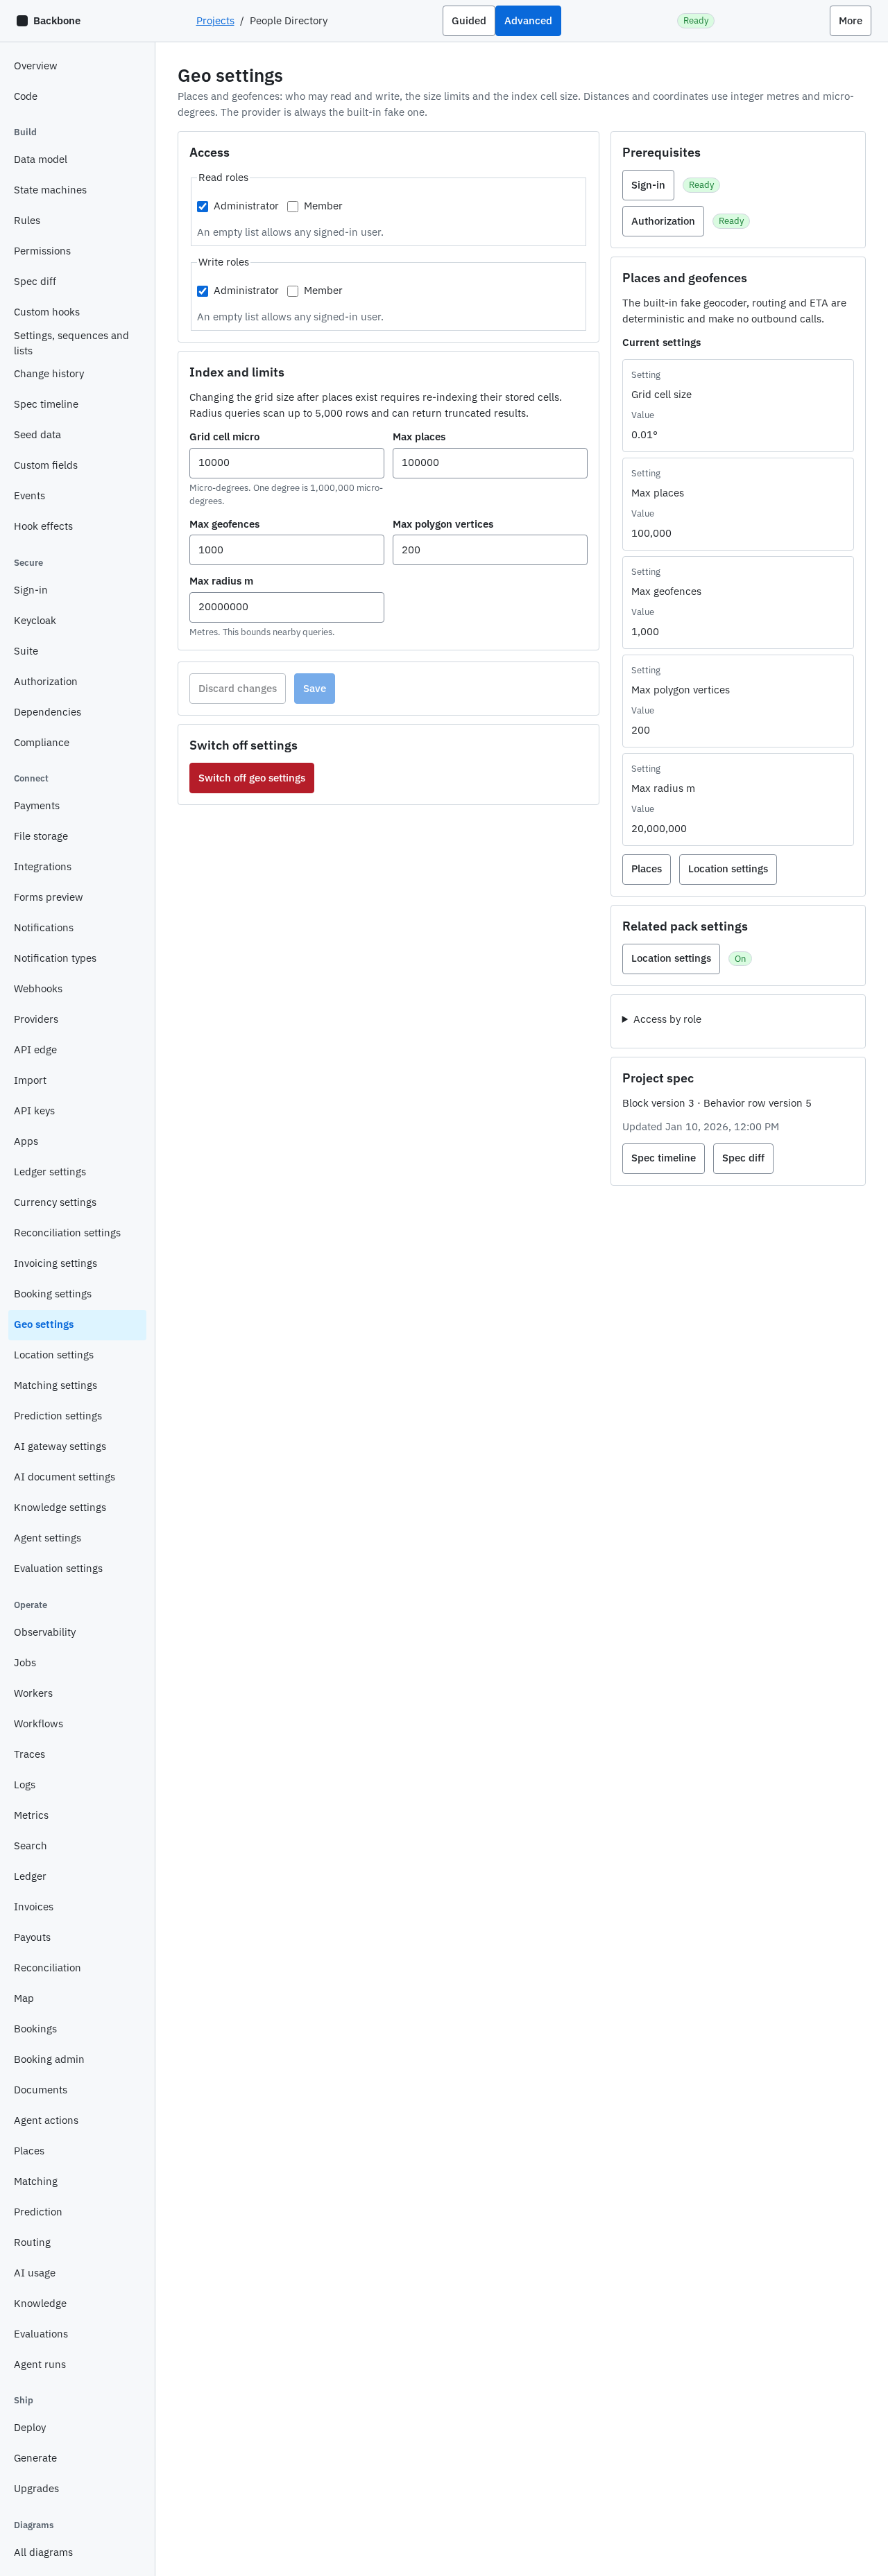 Backbone
Projects / People Directory
Guided
Advanced
Ready
More
Overview
Code
Build
Data model
State machines
Rules
Permissions
Spec diff
Custom hooks
Settings, sequences and
lists
Change history
Spec timeline
Seed data
Custom fields
Events
Hook effects
Secure
Sign-in
Keycloak
Suite
Authorization
Dependencies
Compliance
Connect
Payments
File storage
Integrations
Forms preview
Notifications
Notification types
Webhooks
Providers
API edge
Import
API keys
Apps
Ledger settings
Currency settings
Reconciliation settings
Invoicing settings
Booking settings
Geo settings
Location settings
Matching settings
Prediction settings
AI gateway settings
AI document settings
Knowledge settings
Agent settings
Evaluation settings
Operate
Observability
Jobs
Workers
Workflows
Traces
Logs
Metrics
Search
Ledger
Invoices
Payouts
Reconciliation
Map
Bookings
Booking admin
Documents
Agent actions
Places
Matching
Prediction
Routing
AI usage
Knowledge
Evaluations
Agent runs
Ship
Deploy
Generate
Upgrades
Diagrams
All diagrams
Geo settings
Places and geofences: who may read and write, the size limits and the index cell size. Distances and coordinates use integer metres and micro-
degrees. The provider is always the built-in fake one.
Access
Read roles
Administrator Member
An empty list allows any signed-in user.
Write roles
Administrator Member
An empty list allows any signed-in user.
Index and limits
Changing the grid size after places exist requires re-indexing their stored cells.
Radius queries scan up to 5,000 rows and can return truncated results.
Grid cell micro
10000
Micro-degrees. One degree is 1,000,000 micro-
degrees.
Max places
100000
Max geofences
1000
Max polygon vertices
200
Max radius m
20000000
Metres. This bounds nearby queries.
Discard changes
Save
Switch off settings
Switch off geo settings
Prerequisites
Sign-in Ready
Authorization Ready
Places and geofences
The built-in fake geocoder, routing and ETA are
deterministic and make no outbound calls.
Current settings
Setting
Grid cell size
Value
0.01°
Setting
Max places
Value
100,000
Setting
Max geofences
Value
1,000
Setting
Max polygon vertices
Value
200
Setting
Max radius m
Value
20,000,000
Places
Location settings
Related pack settings
Location settings On
Access by role
Project spec
Block version 3 · Behavior row version 5
Updated Jan 10, 2026, 12:00 PM
Spec timeline
Spec diff